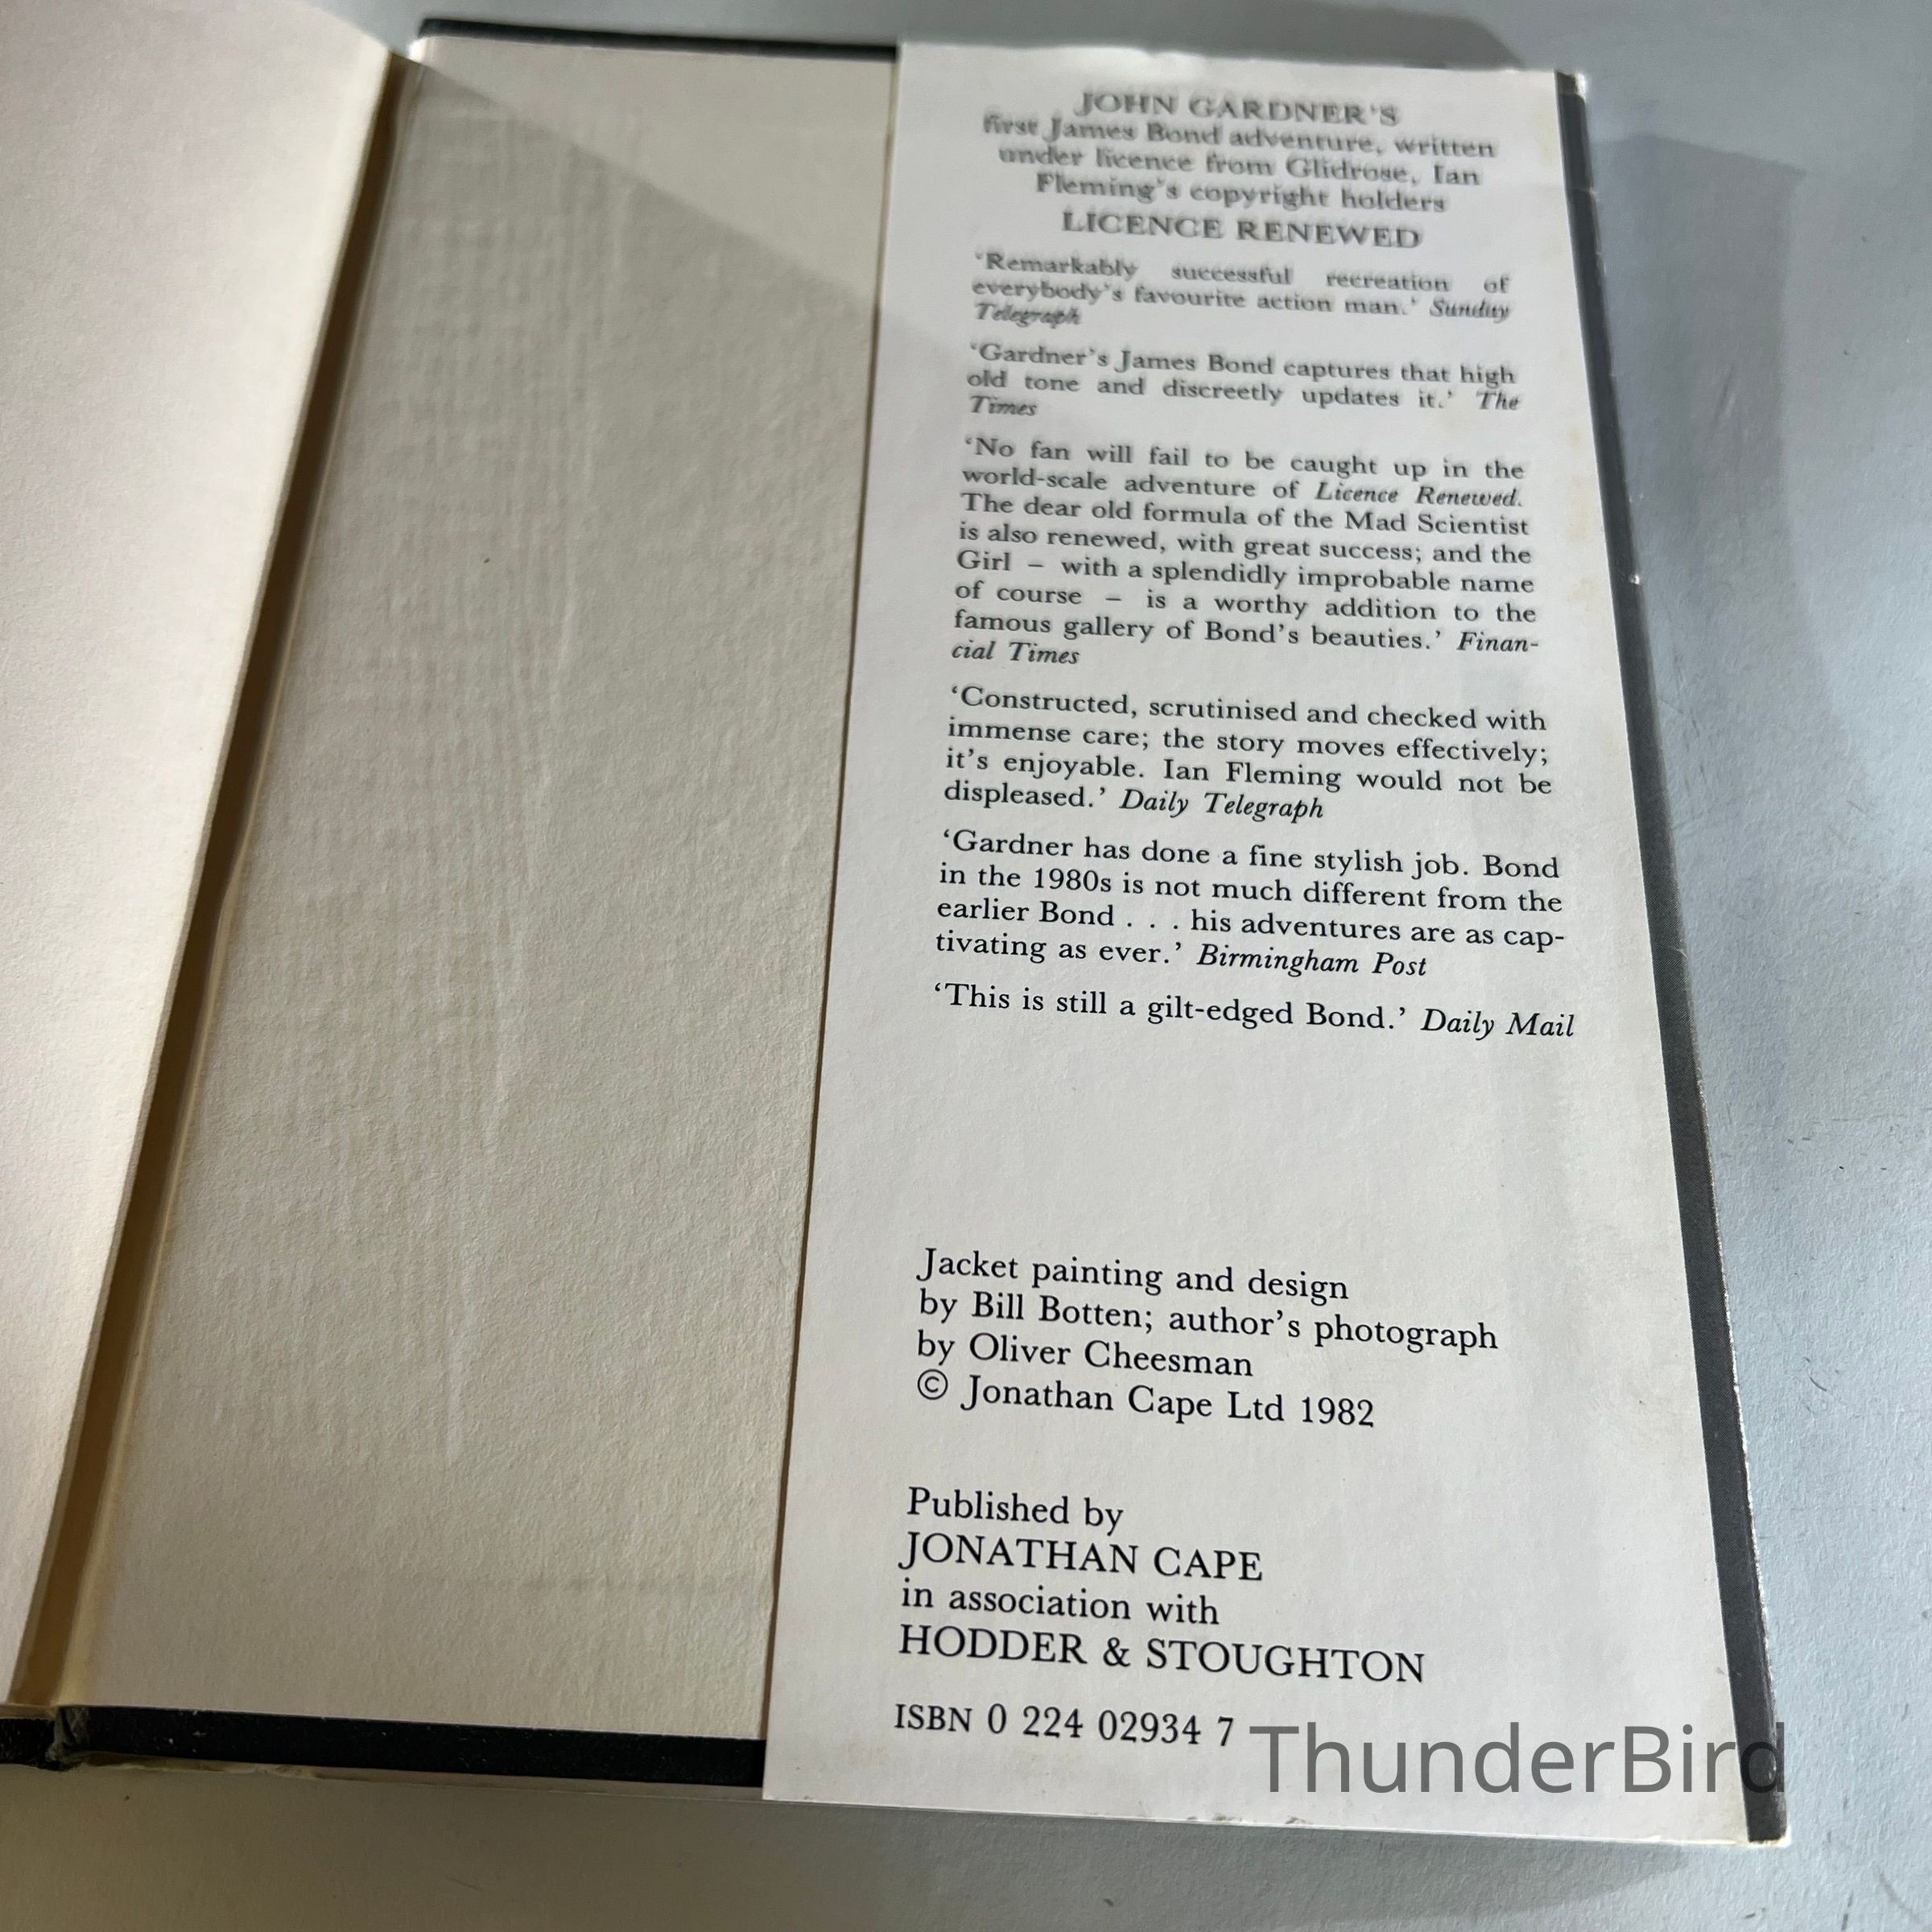 JOHN GARDNER'S
first James Bond adventure, written
under licence from Glidrose, Ian
Fleming's copyright holders
LICENCE RENEWED
‘Remarkably successful recreation of
everybody’s favourite action man.’ Sunday
Telegraph
‘Gardner’s James Bond captures that high
old tone and discreetly updates it.’ The
Times
‘No fan will fail to be caught up in the
world-scale adventure of Licence Renewed.
The dear old formula of the Mad Scientist
is also renewed, with great success; and the
Girl – with a splendidly improbable name
of course – is a worthy addition to the
famous gallery of Bond’s beauties.’ Finan-
cial Times
‘Constructed, scrutinised and checked with
immense care; the story moves effectively;
it’s enjoyable. Ian Fleming would not be
displeased.’ Daily Telegraph
‘Gardner has done a fine stylish job. Bond
in the 1980s is not much different from the
earlier Bond . . . his adventures are as cap-
tivating as ever.’ Birmingham Post
‘This is still a gilt-edged Bond.’ Daily Mail
Jacket painting and design
by Bill Botten; author’s photograph
by Oliver Cheesman
© Jonathan Cape Ltd 1982
Published by
JONATHAN CAPE
in association with
HODDER & STOUGHTON
ISBN 0 224 02934 7
ThunderBird